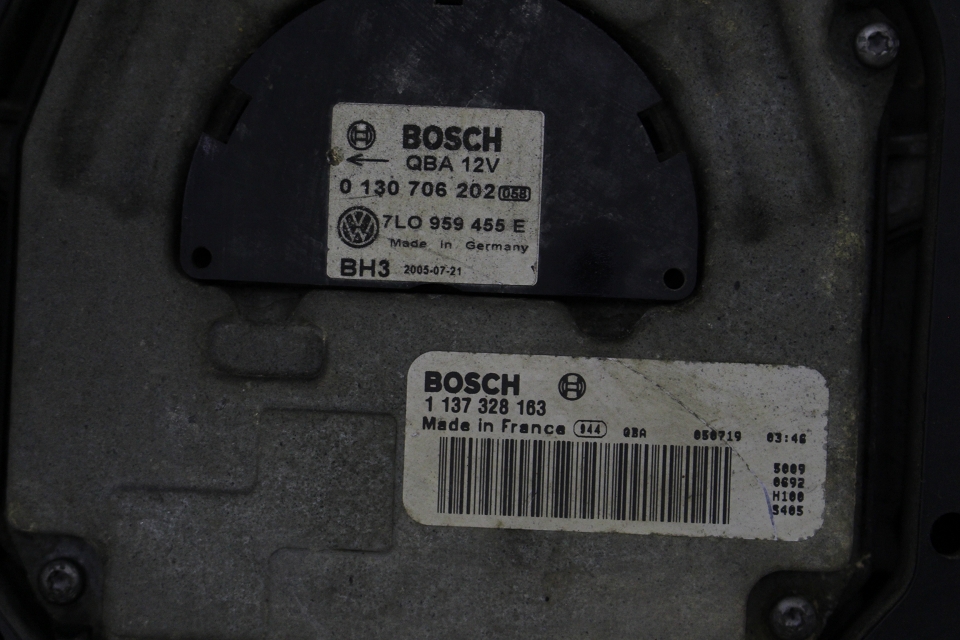 BOSCH
QBA 12V
0 130 706 202 058
7L0 959 455 E
Made in Germany
BH3 2005-07-21
BOSCH
1 137 328 163
Made in France 044 QBA 050719 03:46
5009
0692
H100
5405